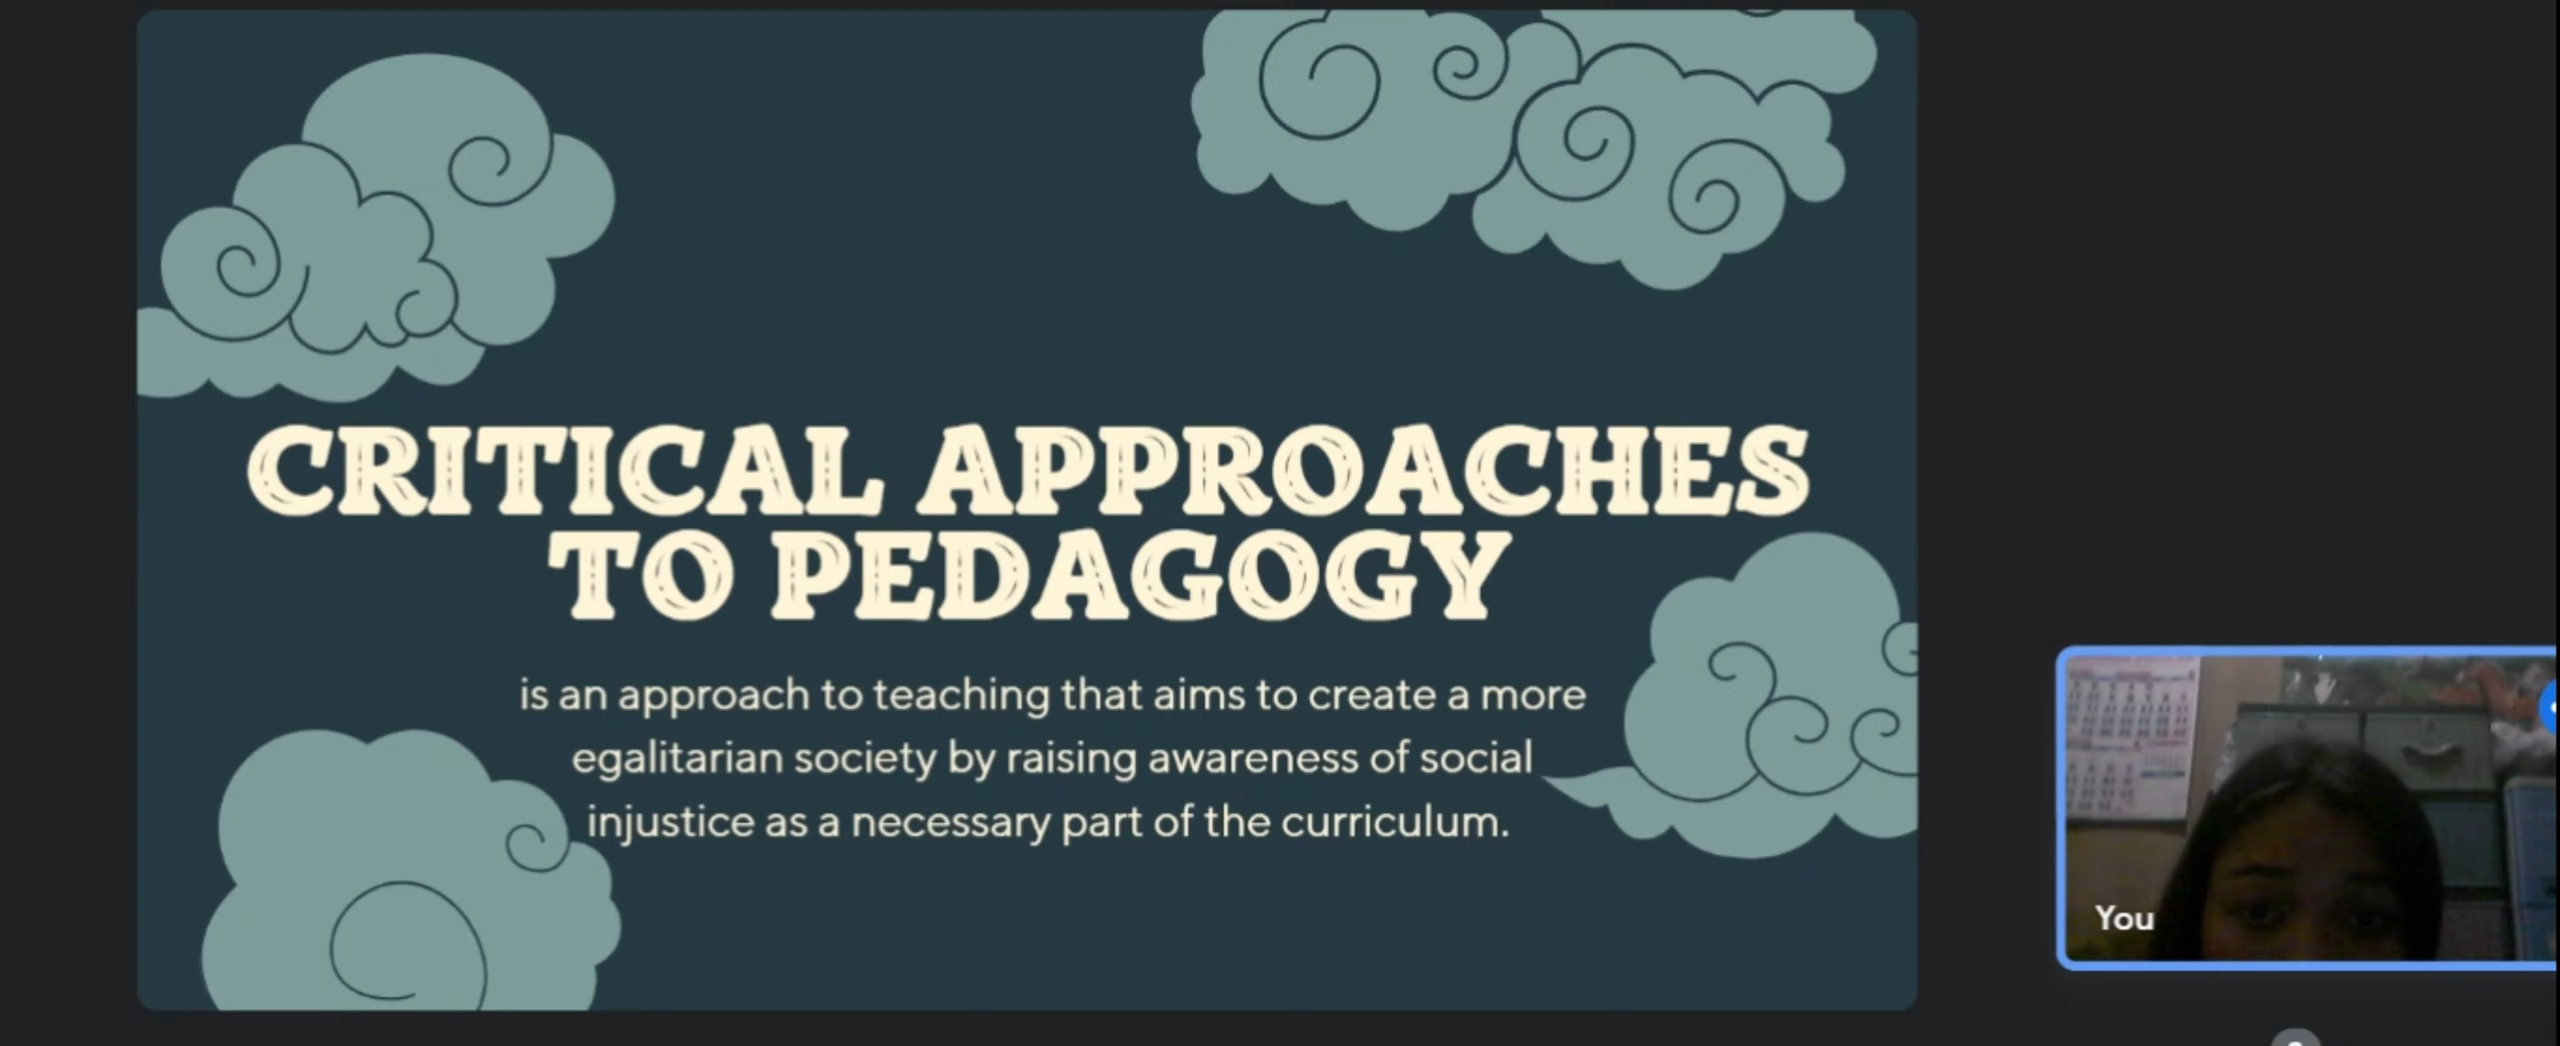 CRITICAL APPROACHES
TO PEDAGOGY
is an approach to teaching that aims to create a more
egalitarian society by raising awareness of social
injustice as a necessary part of the curriculum.
You